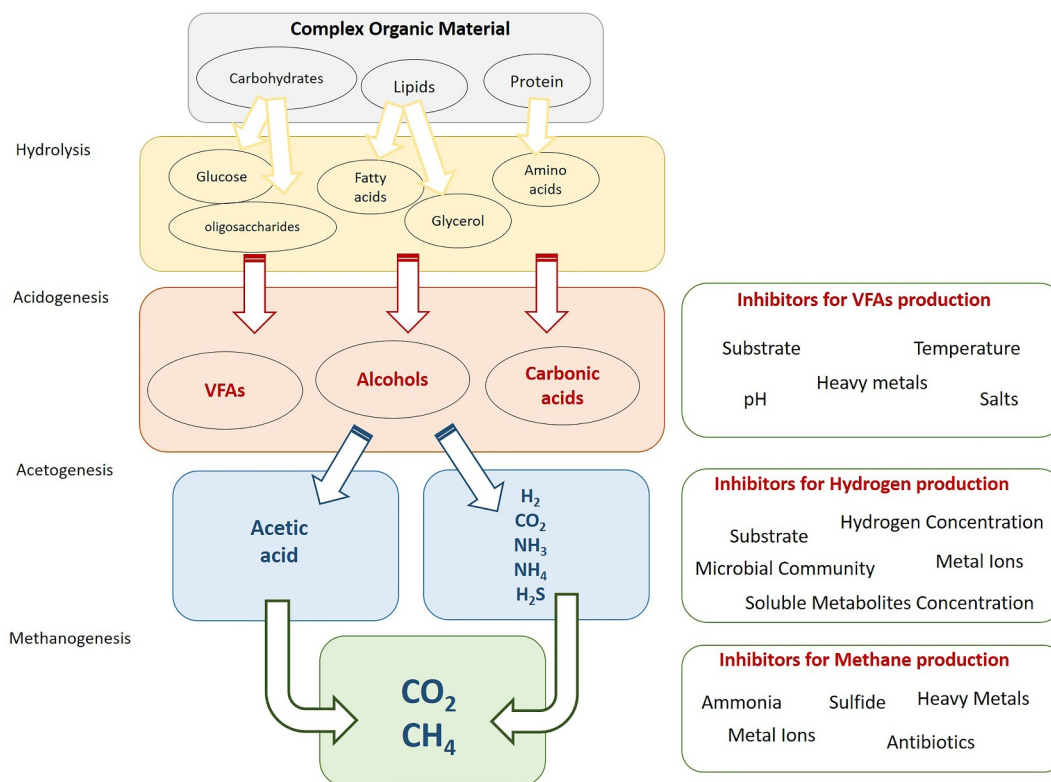 Complex Organic Material
Carbohydrates
Lipids
Protein
Hydrolysis
Glucose
oligosaccharides
Fatty
acids
Glycerol
Amino
acids
Acidogenesis
VFAs
Alcohols
Carbonic
acids
Inhibitors for VFAs production
Substrate
Temperature
Heavy metals
pH
Salts
Acetogenesis
Acetic
acid
H₂
CO₂
NH₃
NH₄
H₂S
Inhibitors for Hydrogen production
Hydrogen Concentration
Substrate
Metal Ions
Microbial Community
Soluble Metabolites Concentration
Methanogenesis
CO₂
CH₄
Inhibitors for Methane production
Ammonia
Sulfide
Heavy Metals
Metal Ions
Antibiotics